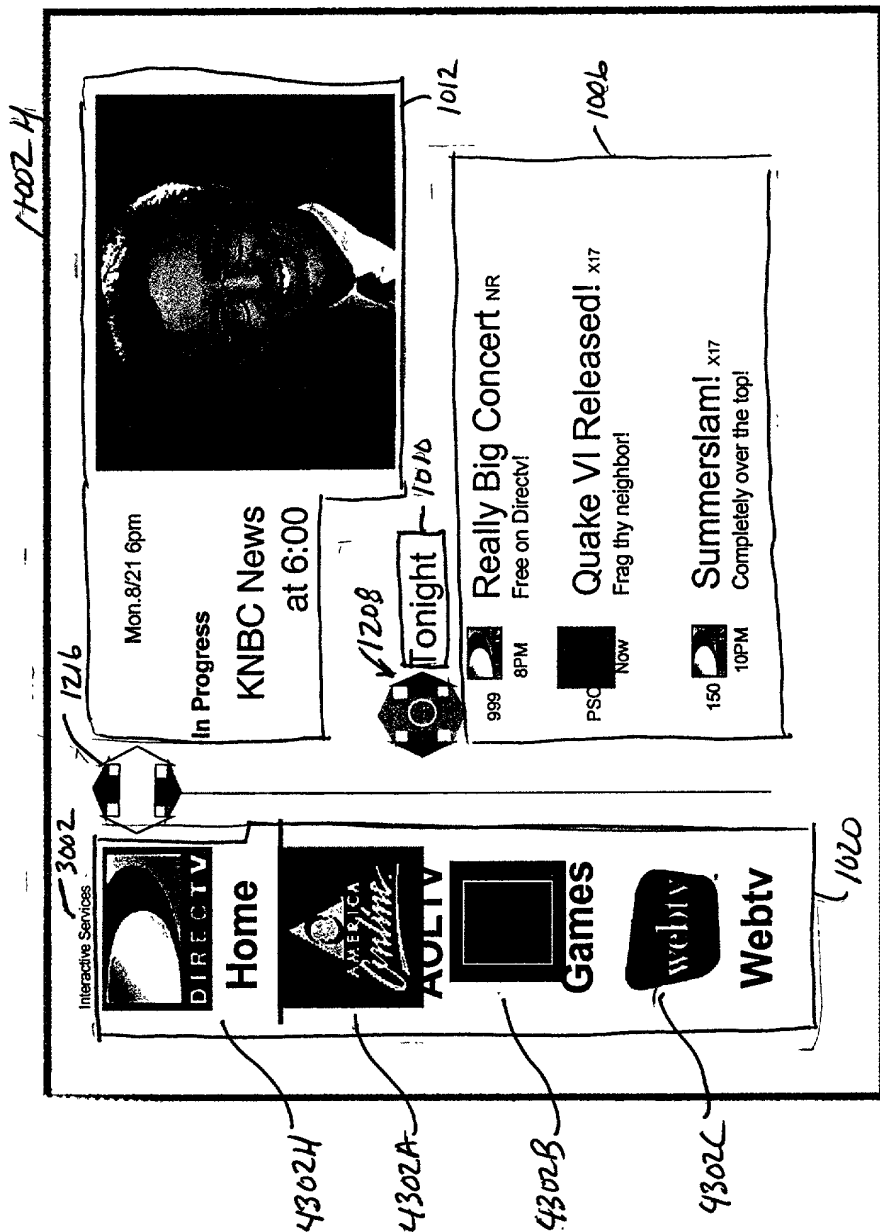 17002 H
3002
Interactive Services
DIRECTV
Home
AMERICA
Online
AOLTV
Games
webtv
Webtv
1020
4302H
4302A
4302B
4302C
1216
Mon.8/21 6pm
In Progress
KNBC News
at 6:00
1012
1208
Tonight
1010
1006
999
8PM
Really Big Concert NR
Free on Directv!
Now
Quake VI Released! X17
Frag thy neighbor!
150
10PM
Summerslam! X17
Completely over the top!